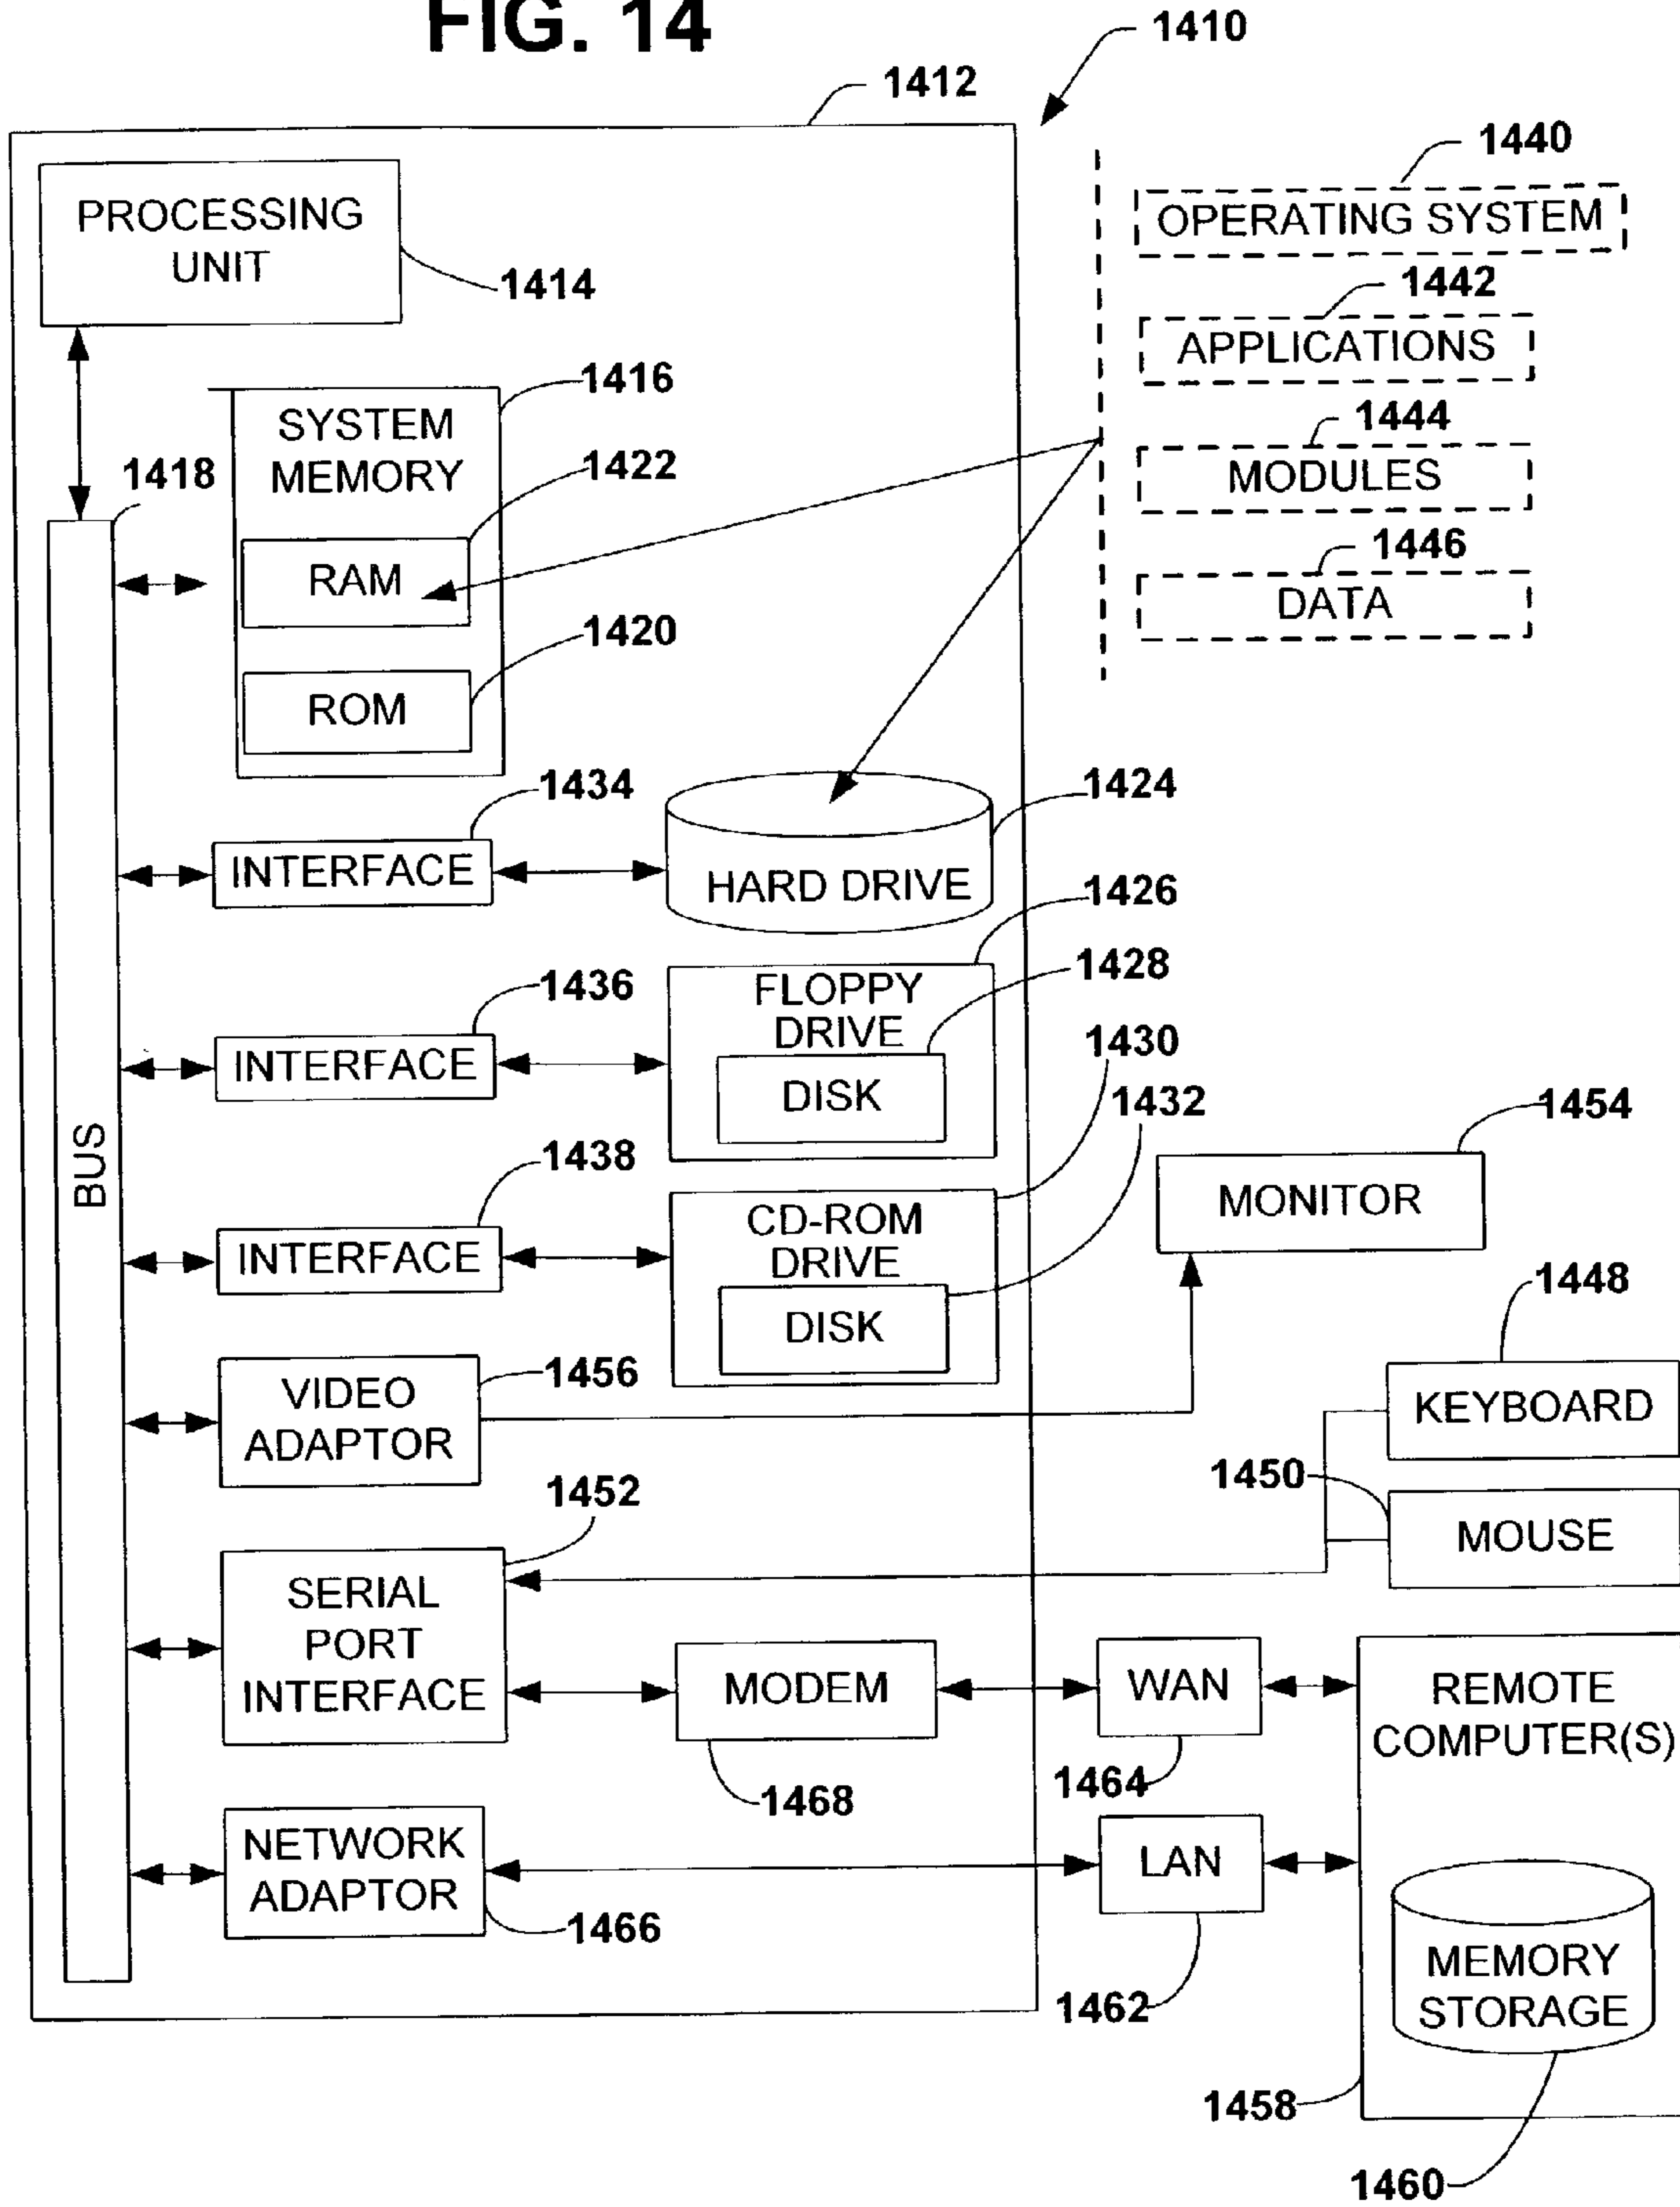 FIG. 14
1410
1412
PROCESSING
UNIT
1414
1440
OPERATING SYSTEM
1442
APPLICATIONS
1444
MODULES
1446
DATA
1416
SYSTEM
MEMORY
1422
1418
RAM
1420
ROM
1434
INTERFACE
1424
HARD DRIVE
1426
1436
INTERFACE
FLOPPY
DRIVE
1428
DISK
1430
1432
BUS
1438
INTERFACE
CD-ROM
DRIVE
DISK
1454
MONITOR
1448
KEYBOARD
1456
VIDEO
ADAPTOR
1450
MOUSE
1452
SERIAL
PORT
INTERFACE
MODEM
1468
WAN
1464
REMOTE
COMPUTER(S)
NETWORK
ADAPTOR
1466
LAN
1462
MEMORY
STORAGE
1458
1460